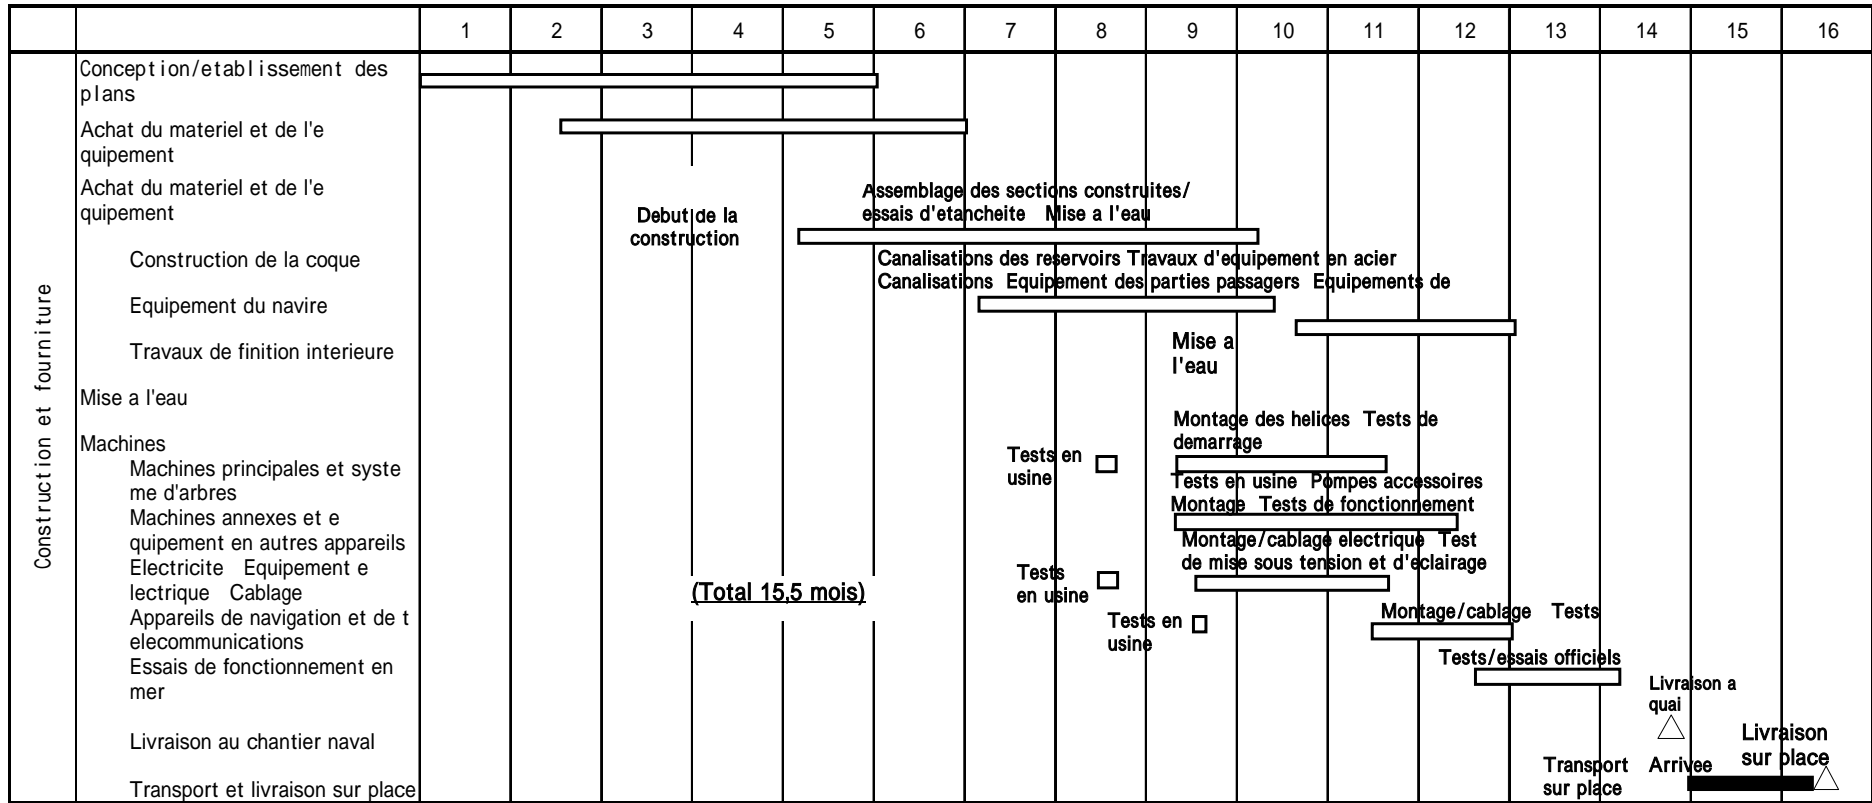 1 2 3 4 5 6 7 8 9 10 11 12 13 14 15 16
Construction et fourniture
Conception/etablissement des
plans
Achat du materiel et de l'e
quipement
Achat du materiel et de l'e
quipement
Assemblage des sections construites/
essais d'etancheite Mise a l'eau
Debut de la
construction
Construction de la coque
Canalisations des reservoirs Travaux d'equipement en acier
Canalisations Equipement des parties passagers Equipements de
Equipement du navire
Travaux de finition interieure
Mise a
l'eau
Mise a l'eau
Machines
Montage des helices Tests de
demarrage
Tests en
usine
Machines principales et syste
me d'arbres
Tests en usine Pompes accessoires
Montage Tests de fonctionnement
Machines annexes et e
quipement en autres appareils
Montage/cablage electrique Test
de mise sous tension et d'eclairage
Electricite Equipement e
lectrique Cablage
Tests
en usine
(Total 15,5 mois)
Appareils de navigation et de t
elecommunications
Tests en
usine
Montage/cablage Tests
Essais de fonctionnement en
mer
Tests/essais officiels
Livraison a
quai
Livraison au chantier naval
Livraison
sur place
Transport Arrivee
sur place
Transport et livraison sur place